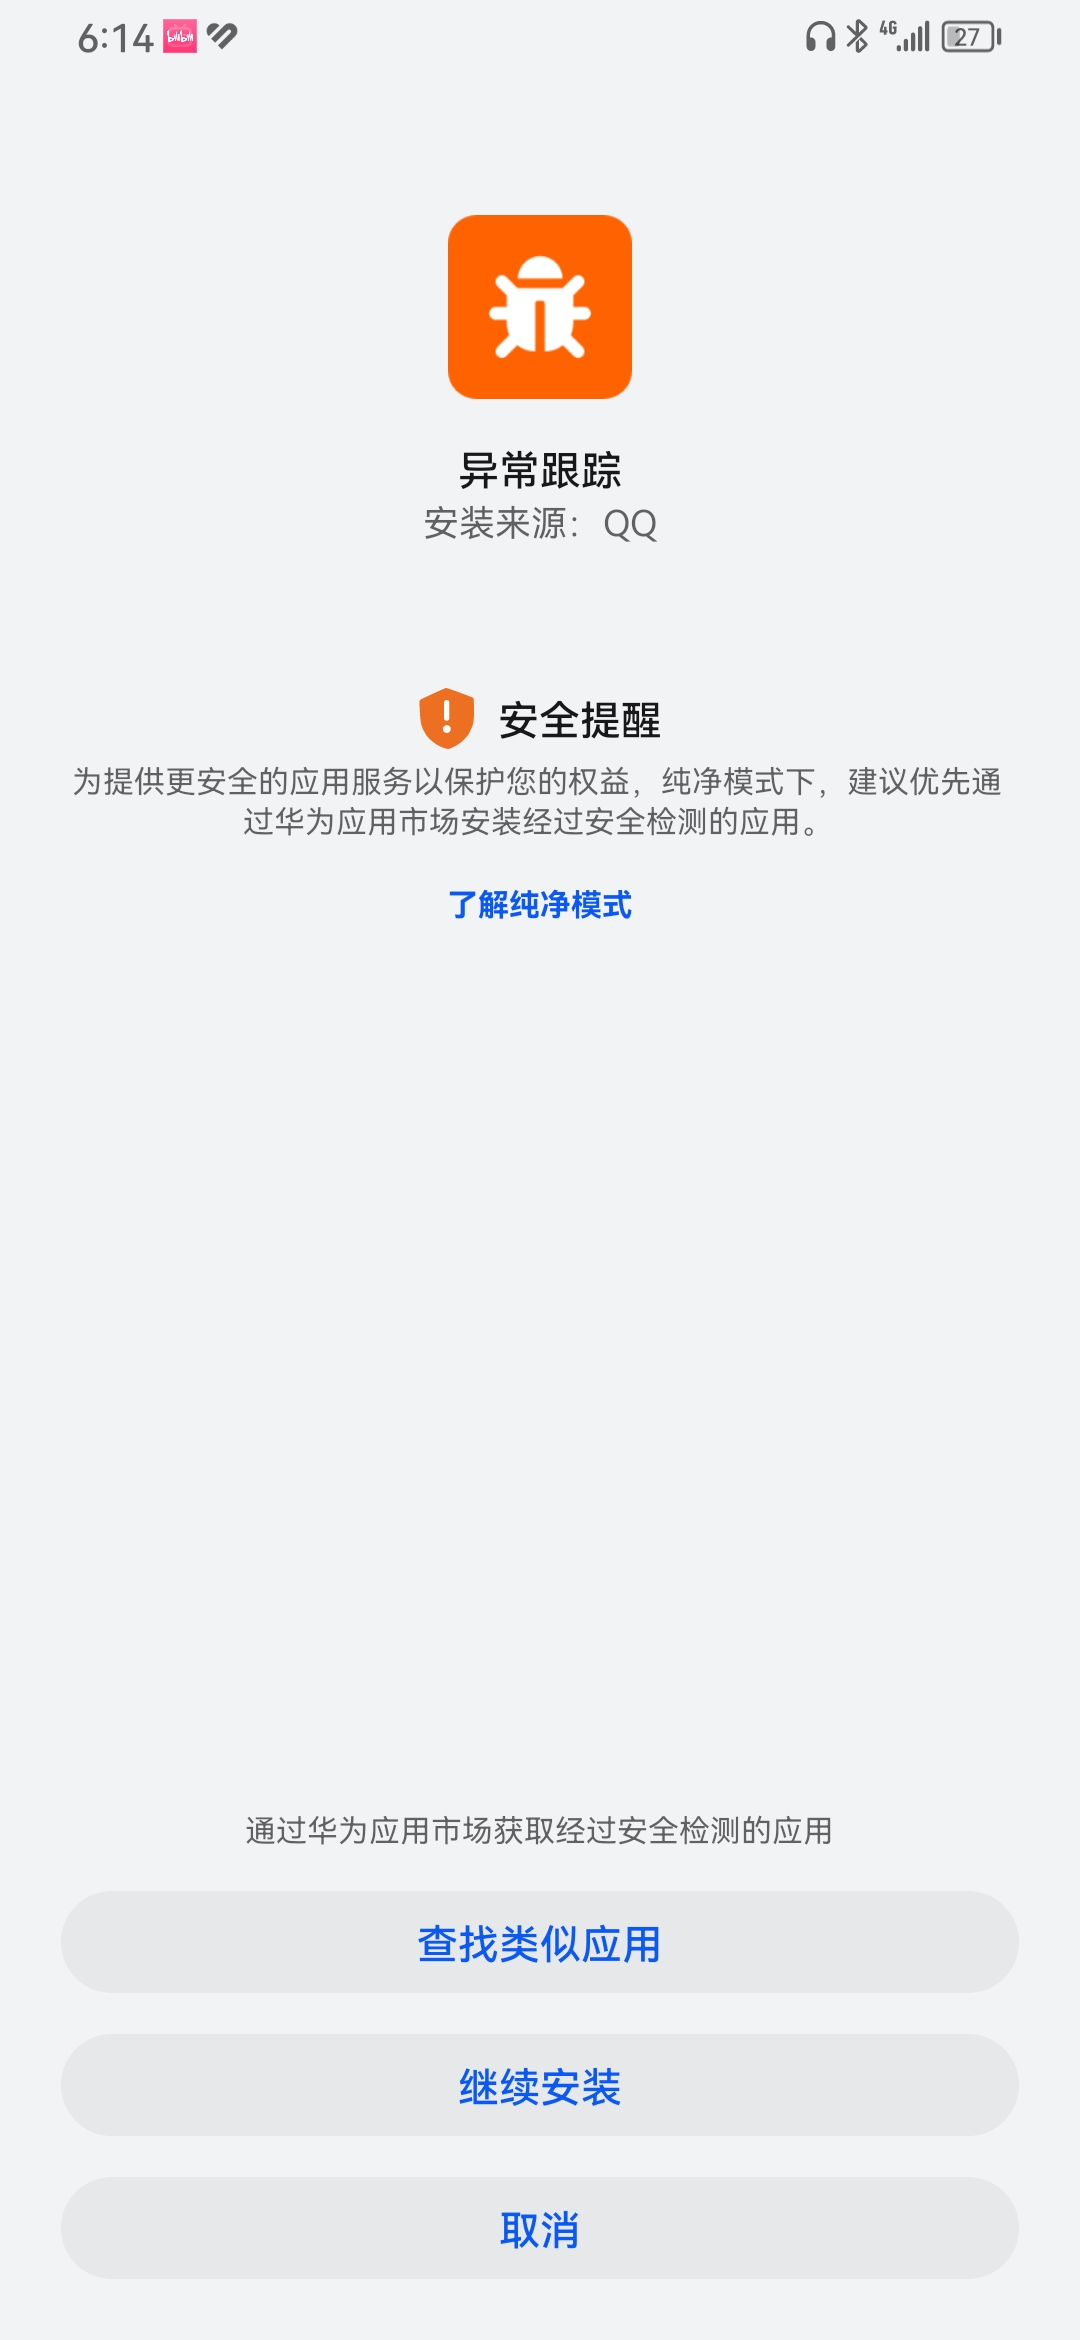 6:14
bilibili
4G
27
异常跟踪
安装来源：QQ
安全提醒
为提供更安全的应用服务以保护您的权益，纯净模式下，建议优先通
过华为应用市场安装经过安全检测的应用。
了解纯净模式
通过华为应用市场获取经过安全检测的应用
查找类似应用
继续安装
取消